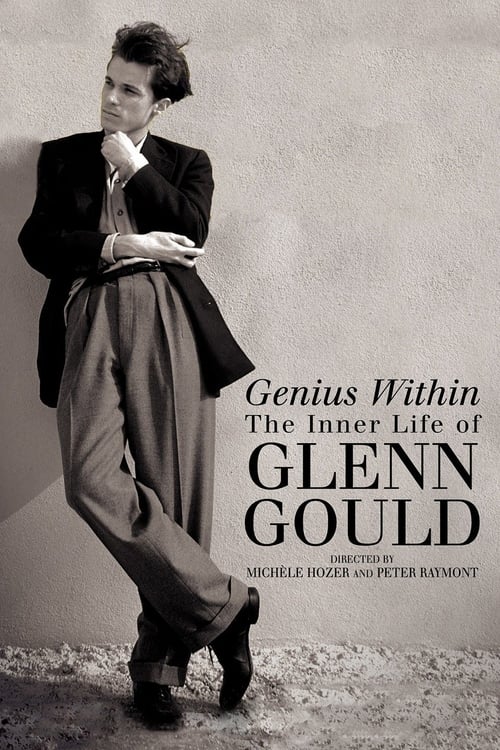 Genius Within
The Inner Life of
GLENN
GOULD
DIRECTED BY
MICHÈLE HOZER AND PETER RAYMONT